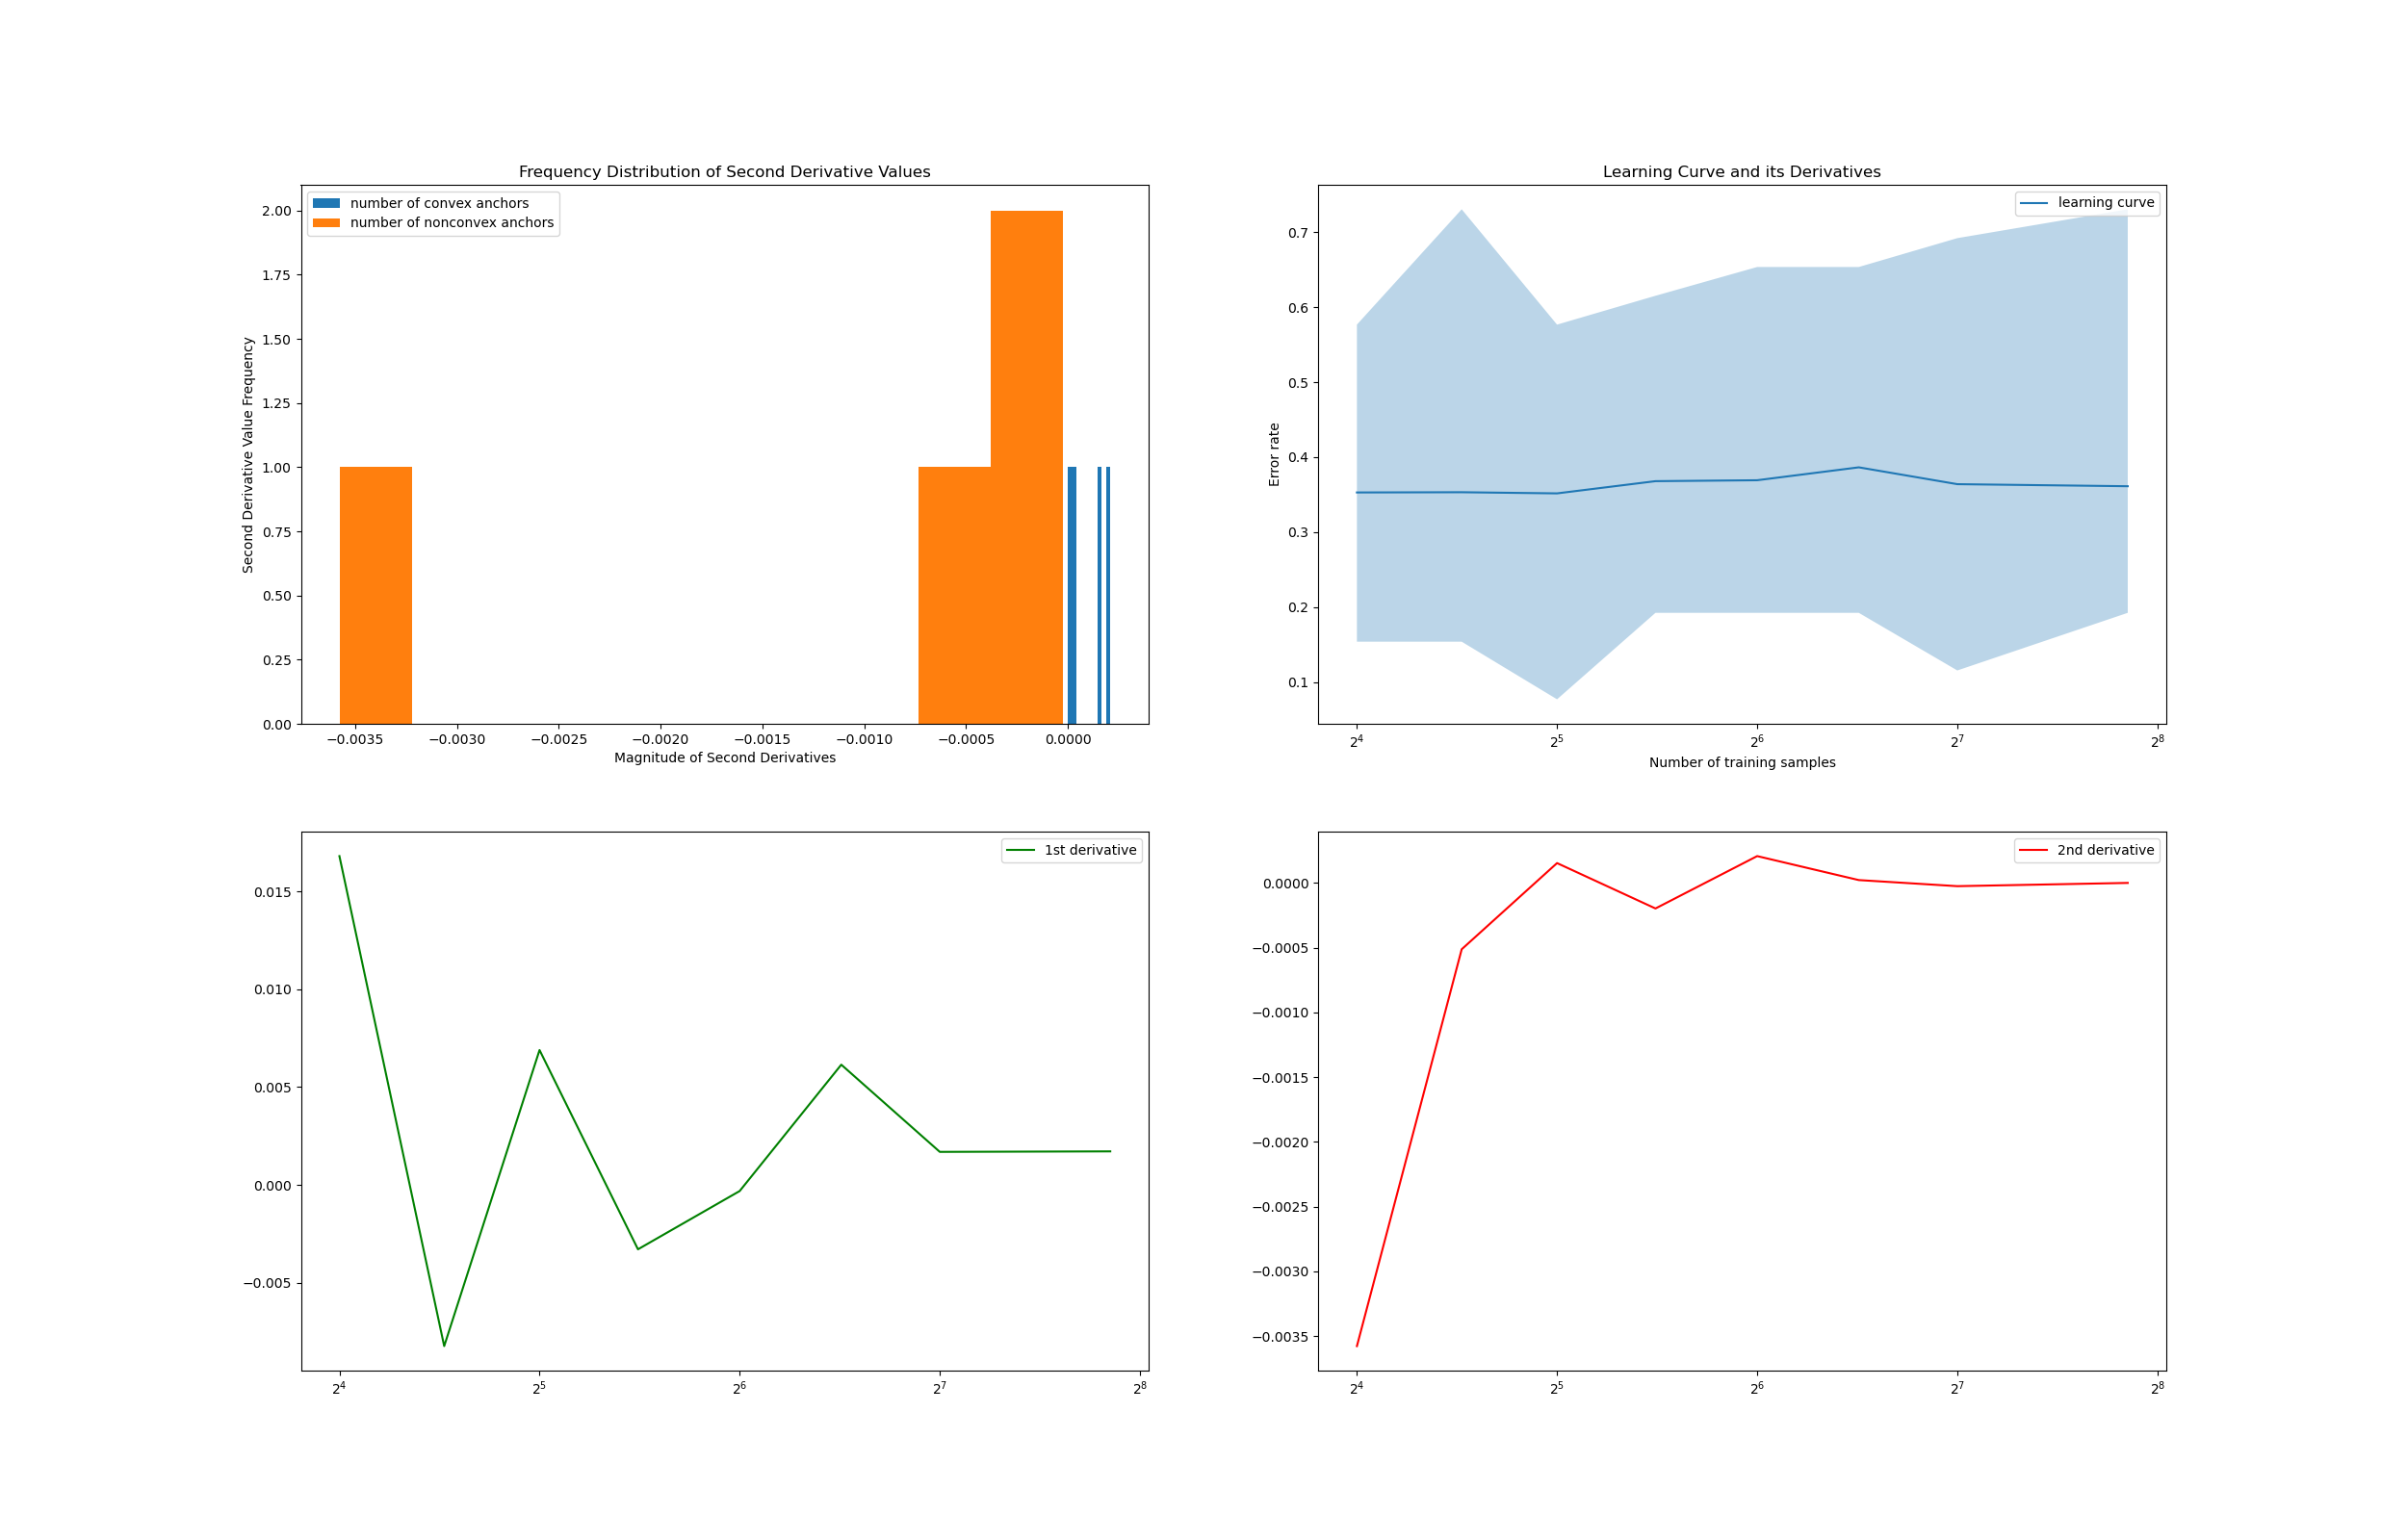 Frequency Distribution of Second Derivative Values
number of convex anchors
number of nonconvex anchors
Second Derivative Value Frequency
2.00
1.75
1.50
1.25
1.00
0.75
0.50
0.25
0.00
−0.0035 −0.0030 −0.0025 −0.0020 −0.0015 −0.0010 −0.0005 0.0000
Magnitude of Second Derivatives
Learning Curve and its Derivatives
learning curve
Error rate
0.7
0.6
0.5
0.4
0.3
0.2
0.1
2⁴ 2⁵ 2⁶ 2⁷ 2⁸
Number of training samples
1st derivative
0.015
0.010
0.005
0.000
−0.005
2⁴ 2⁵ 2⁶ 2⁷ 2⁸
2nd derivative
0.0000
−0.0005
−0.0010
−0.0015
−0.0020
−0.0025
−0.0030
−0.0035
2⁴ 2⁵ 2⁶ 2⁷ 2⁸